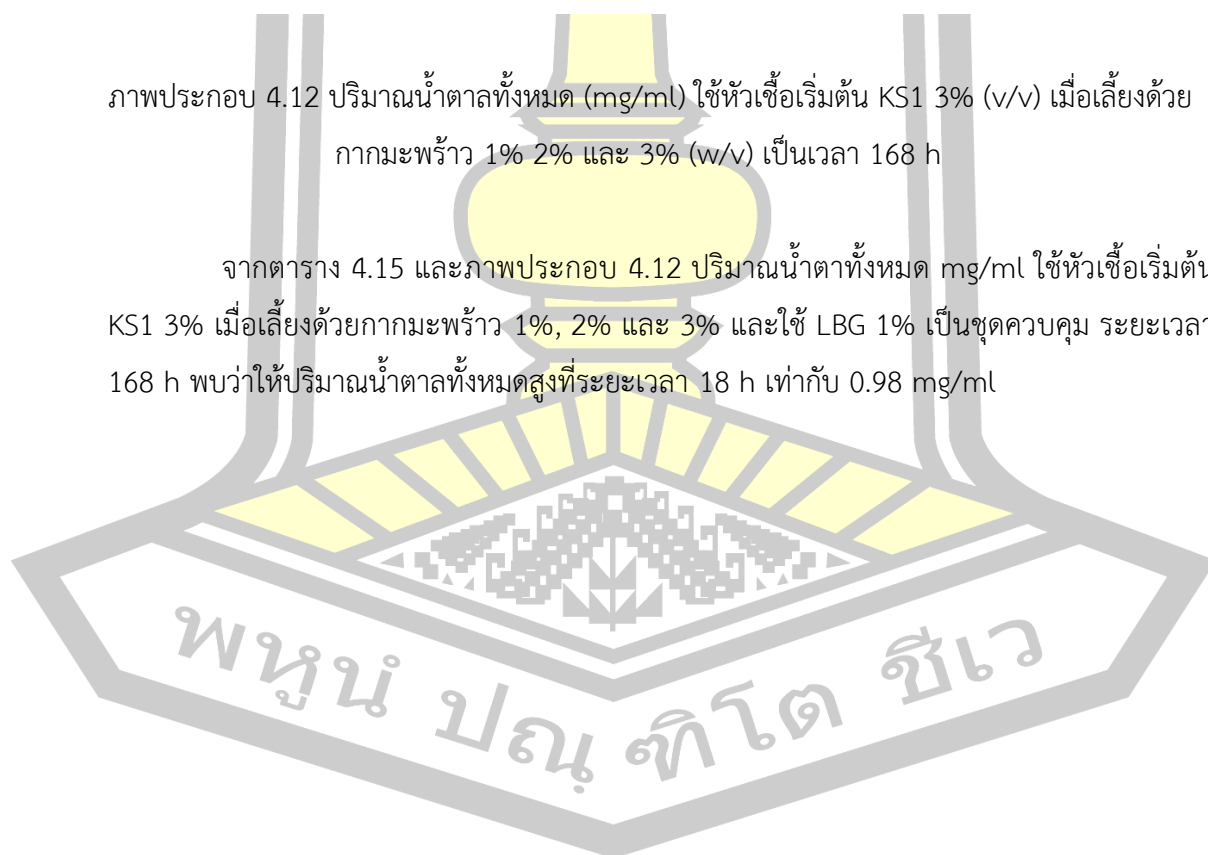 ภาพประกอบ 4.12 ปริมาณน้ำตาลทั้งหมด (mg/ml) ใช้หัวเชื้อเริ่มต้น KS1 3% (v/v) เมื่อเลี้ยงด้วย
กากมะพร้าว 1% 2% และ 3% (w/v) เป็นเวลา 168 h
จากตาราง 4.15 และภาพประกอบ 4.12 ปริมาณน้ำตาทั้งหมด mg/ml ใช้หัวเชื้อเริ่มต้น
KS1 3% เมื่อเลี้ยงด้วยกากมะพร้าว 1%, 2% และ 3% และใช้ LBG 1% เป็นชุดควบคุม ระยะเวลา
168 h พบว่าให้ปริมาณน้ำตาลทั้งหมดสูงที่ระยะเวลา 18 h เท่ากับ 0.98 mg/ml
พหูนํ ปณฺฑิโต ชีเว